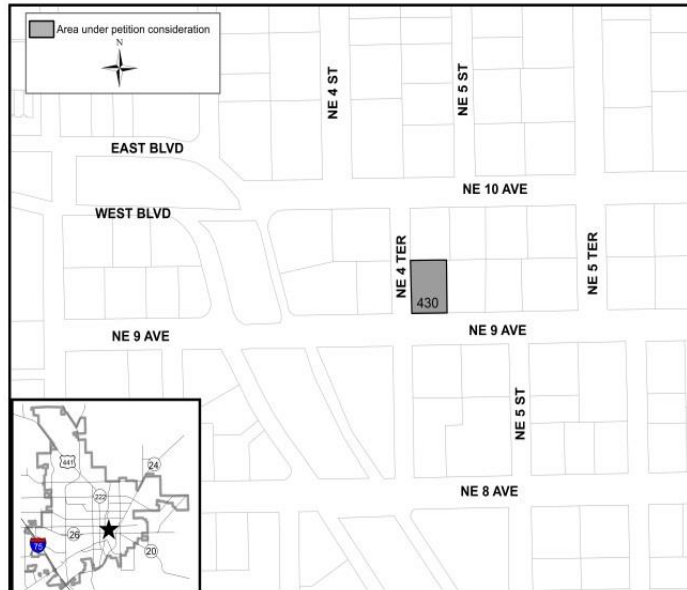 Area under petition consideration
N
NE 4 ST
NE 5 ST
EAST BLVD
NE 10 AVE
WEST BLVD
NE 4 TER
NE 5 TER
430
NE 9 AVE
NE 9 AVE
NE 5 ST
NE 8 AVE
441
24
222
26
75
20